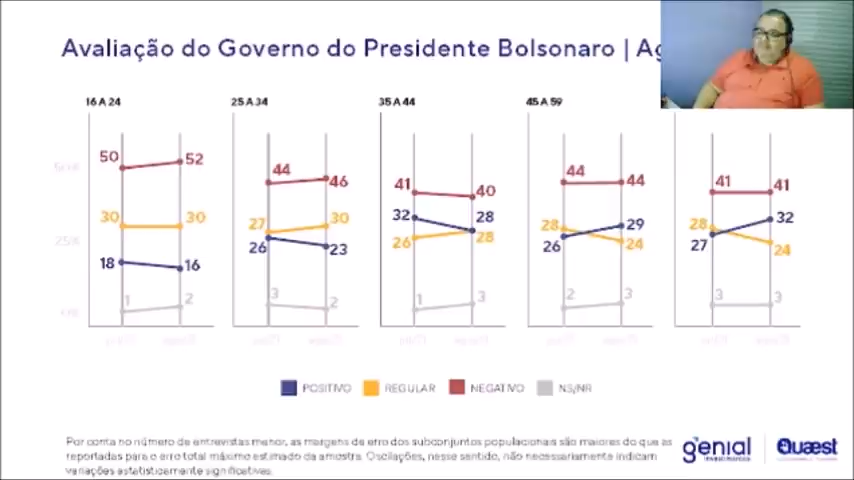 Avaliação do Governo do Presidente Bolsonaro | Ag
16 A 24
25 A 34
35 A 44
45 A 59
50 52
30 30
18 16
1 2
44 46
27 30
26 23
3 2
41 40
32 28
26 28
1 3
44 44
28 24
26 29
2 3
41 41
28 24
27 32
3 3
50%
25%
0%
POSITIVO REGULAR NEGATIVO NS/NR
Por conta no número de entrevistas menor, as margens de erro dos subconjuntos populacionais são maiores do que as
reportadas para o erro total máximo estimado da amostra. Oscilações, nesse sentido, não necessariamente indicam
variações estatisticamente significativas.
genial
INVESTIMENTOS
Quæst